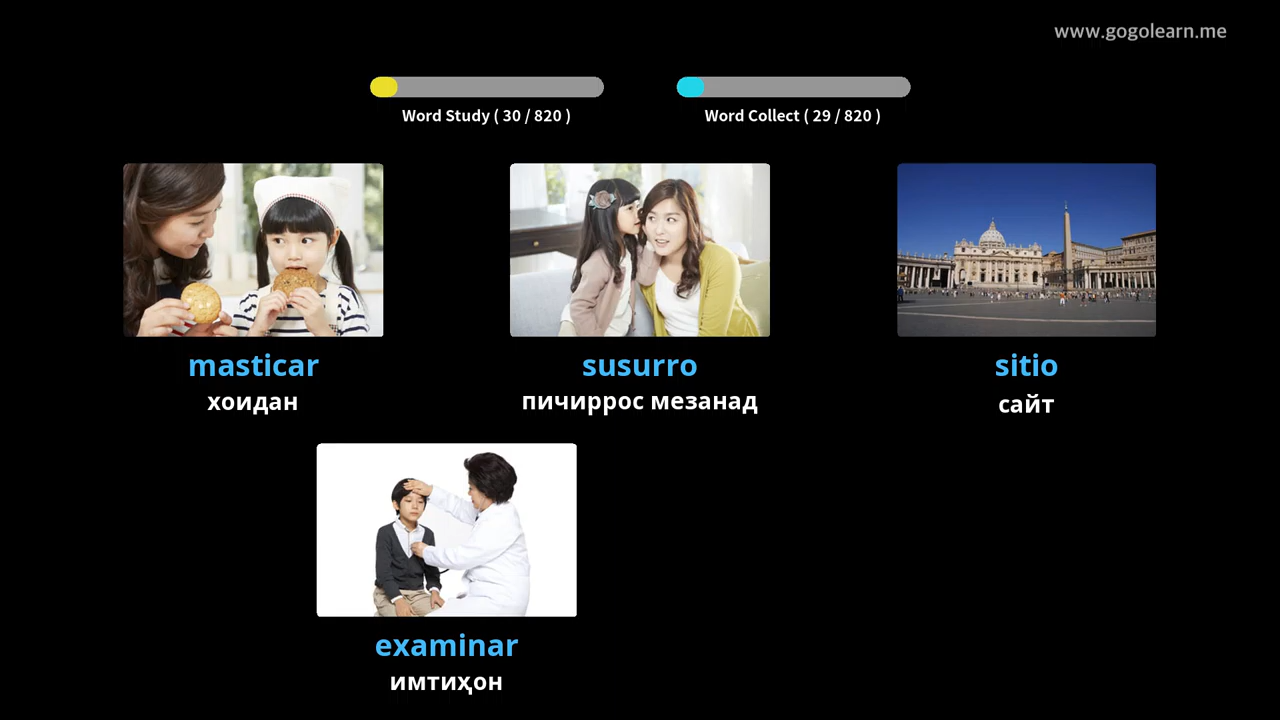 www.gogolearn.me
Word Study ( 30 / 820 )
Word Collect ( 29 / 820 )
masticar
хоидан
susurro
пичиррос мезанад
sitio
сайт
examinar
имтиҳон